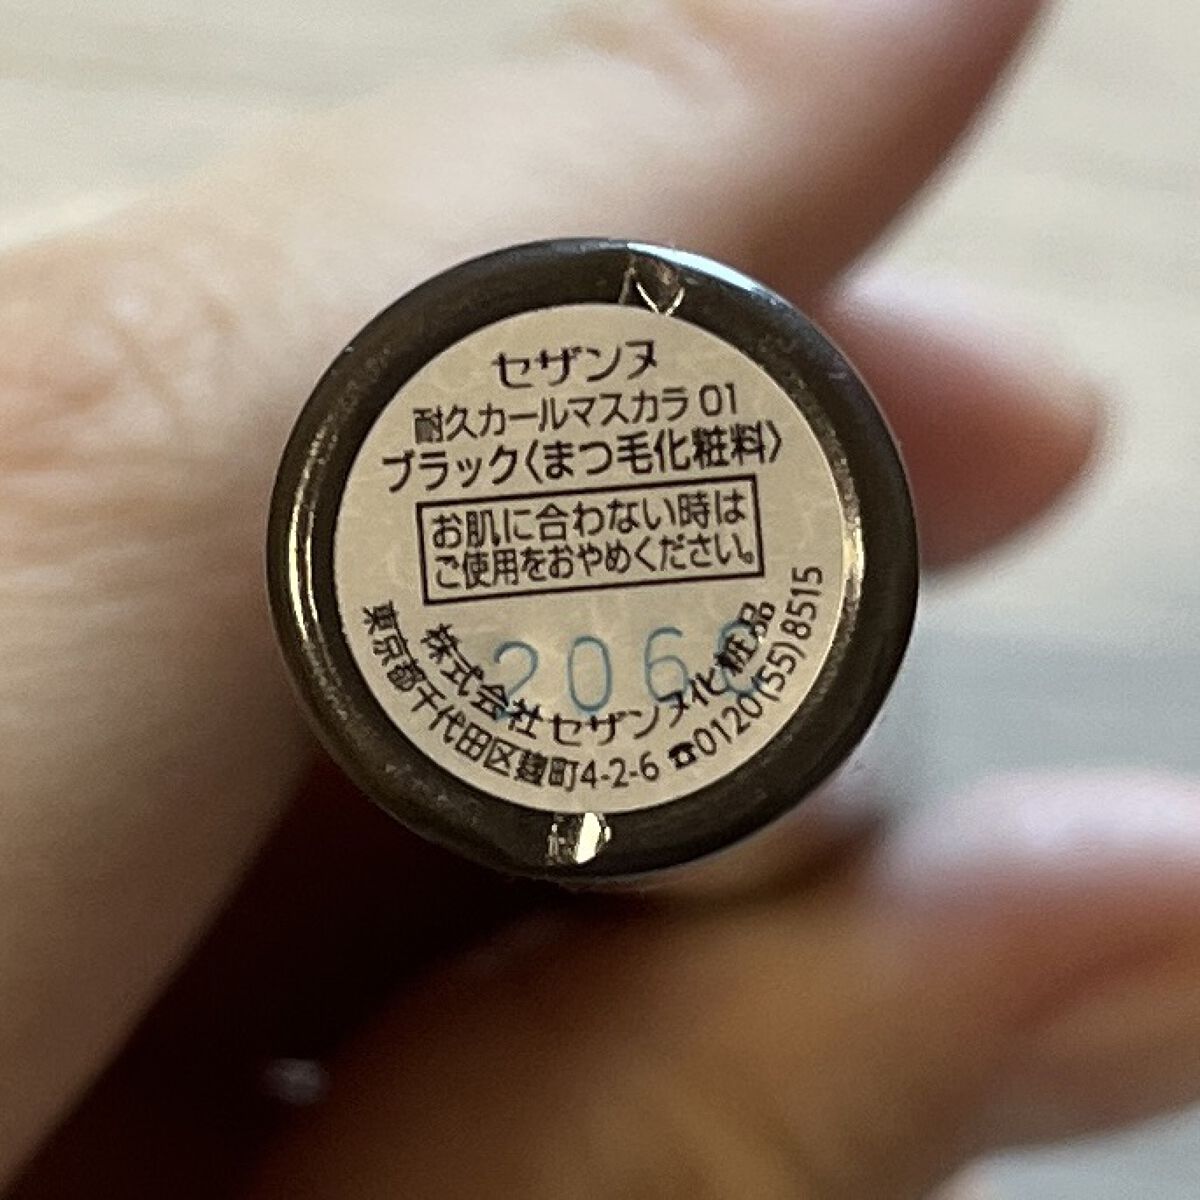 セザンヌ
耐久カールマスカラ 01
ブラック〈まつ毛化粧料〉
お肌に合わない時は
ご使用をおやめください。
206
株式会社セザンヌ化粧品
東京都千代田区麹町4-2-6 ☎0120(55)8515